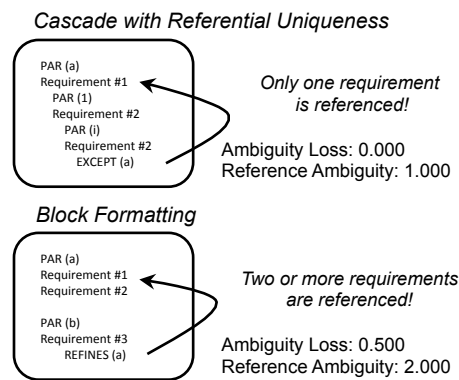 Cascade with Referential Uniqueness
PAR (a)
Requirement #1
PAR (1)
Requirement #2
PAR (i)
Requirement #2
EXCEPT (a)
Only one requirement
is referenced!
Ambiguity Loss: 0.000
Reference Ambiguity: 1.000
Block Formatting
PAR (a)
Requirement #1
Requirement #2
PAR (b)
Requirement #3
REFINES (a)
Two or more requirements
are referenced!
Ambiguity Loss: 0.500
Reference Ambiguity: 2.000